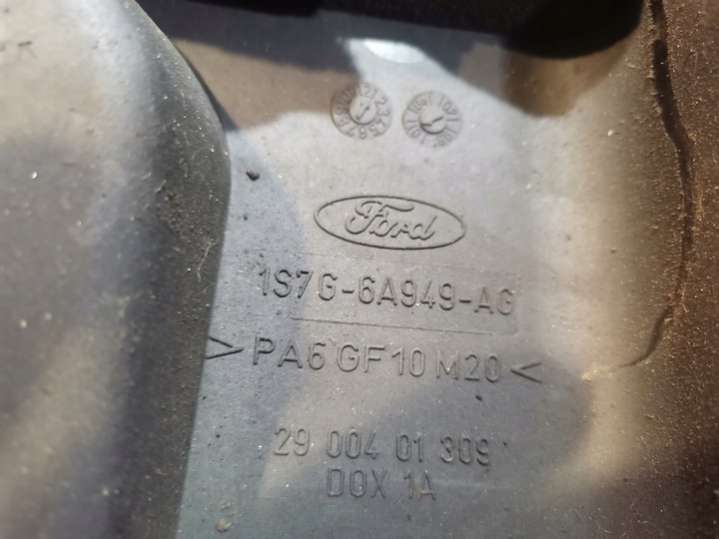 Ford
1S7G-6A949-AG
>PA6 GF10 M20<
29 004 01 309
DOX 1A